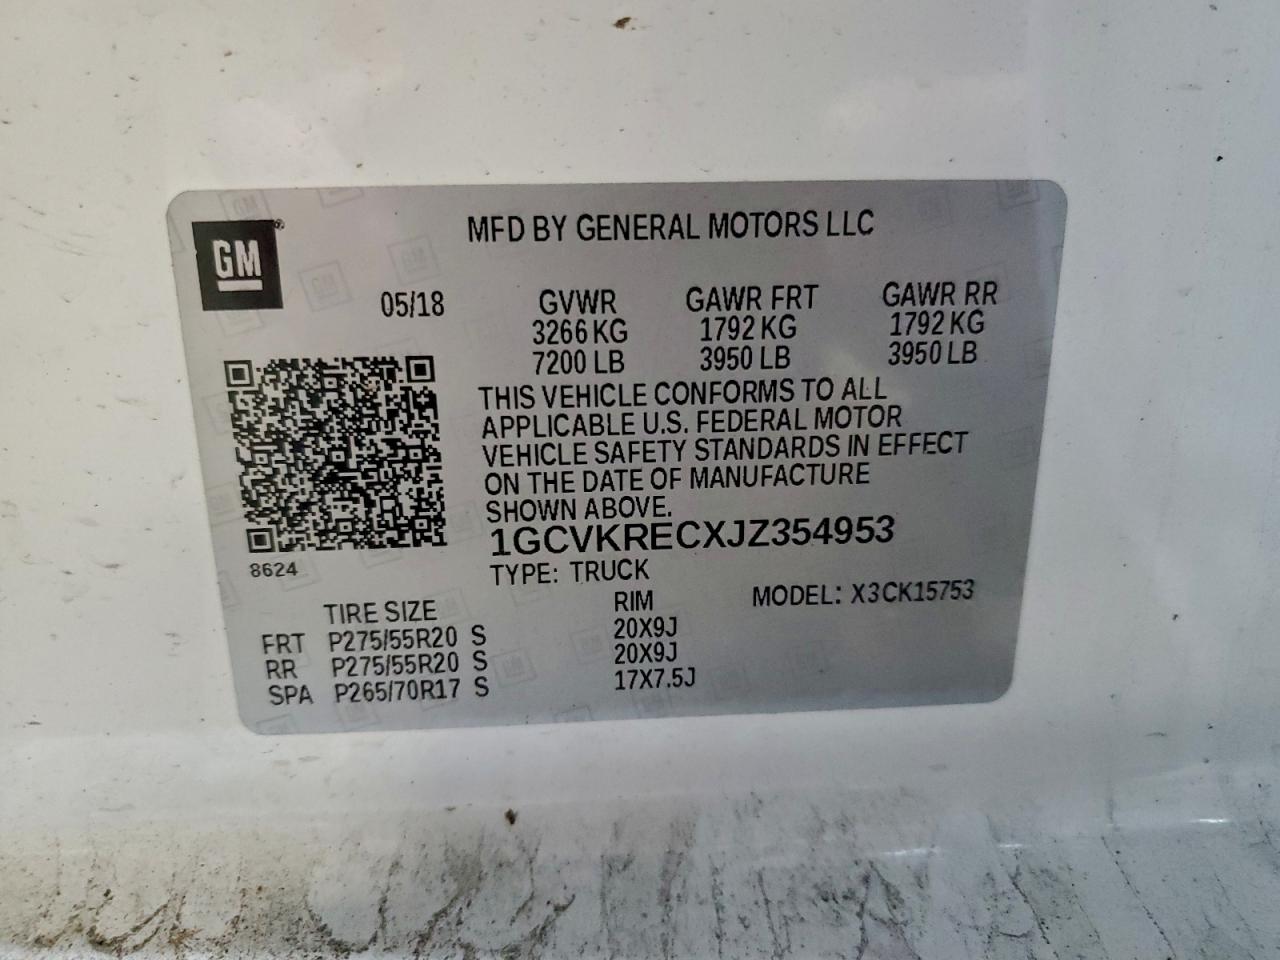 MFD BY GENERAL MOTORS LLC
GM®
05/18 GVWR GAWR FRT GAWR RR
3266 KG 1792 KG 1792 KG
7200 LB 3950 LB 3950 LB
THIS VEHICLE CONFORMS TO ALL
APPLICABLE U.S. FEDERAL MOTOR
VEHICLE SAFETY STANDARDS IN EFFECT
ON THE DATE OF MANUFACTURE
SHOWN ABOVE.
1GCVKRECXJZ354953
8624
TYPE: TRUCK
TIRE SIZE RIM MODEL: X3CK15753
FRT P275/55R20 S 20X9J
RR P275/55R20 S 20X9J
SPA P265/70R17 S 17X7.5J